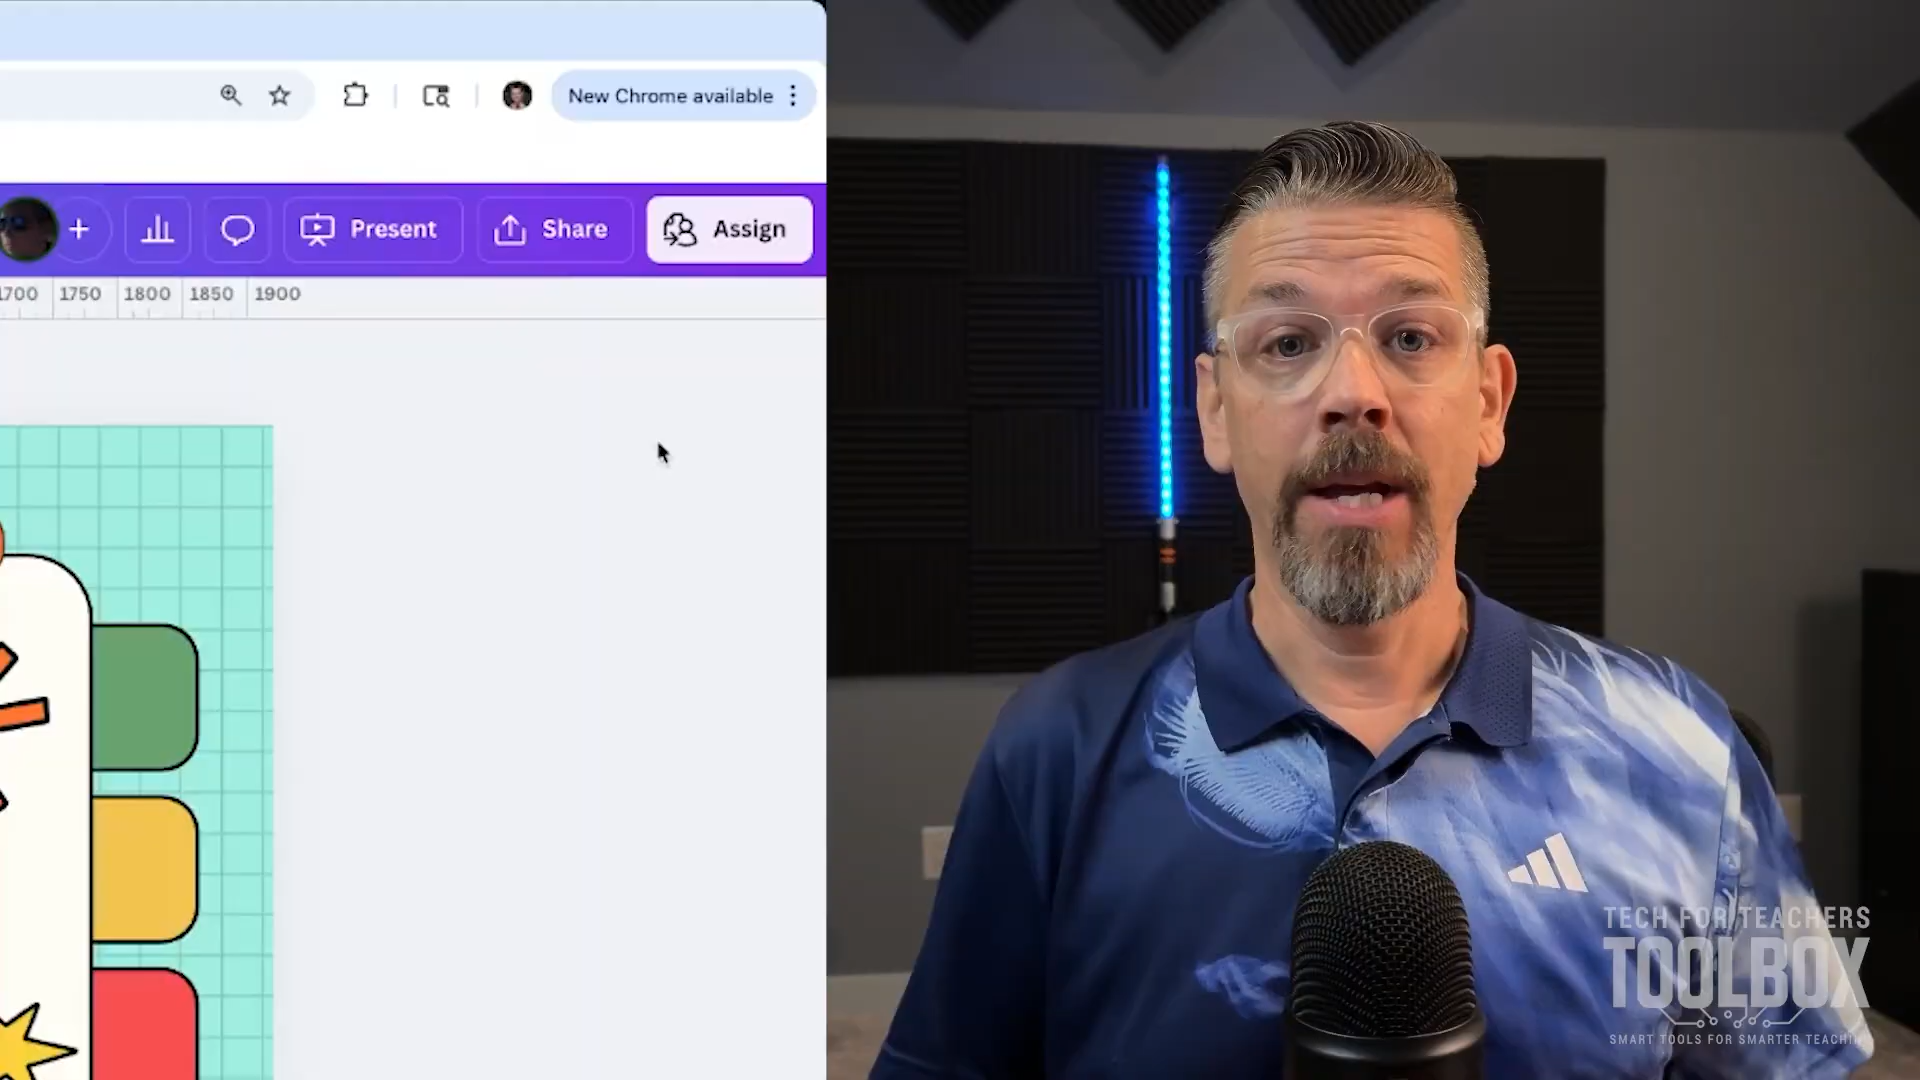 New Chrome available
Present
Share
Assign
1700 1750 1800 1850 1900
TECH FOR TEACHERS
TOOLBOX
SMART TOOLS FOR SMARTER TEACHING